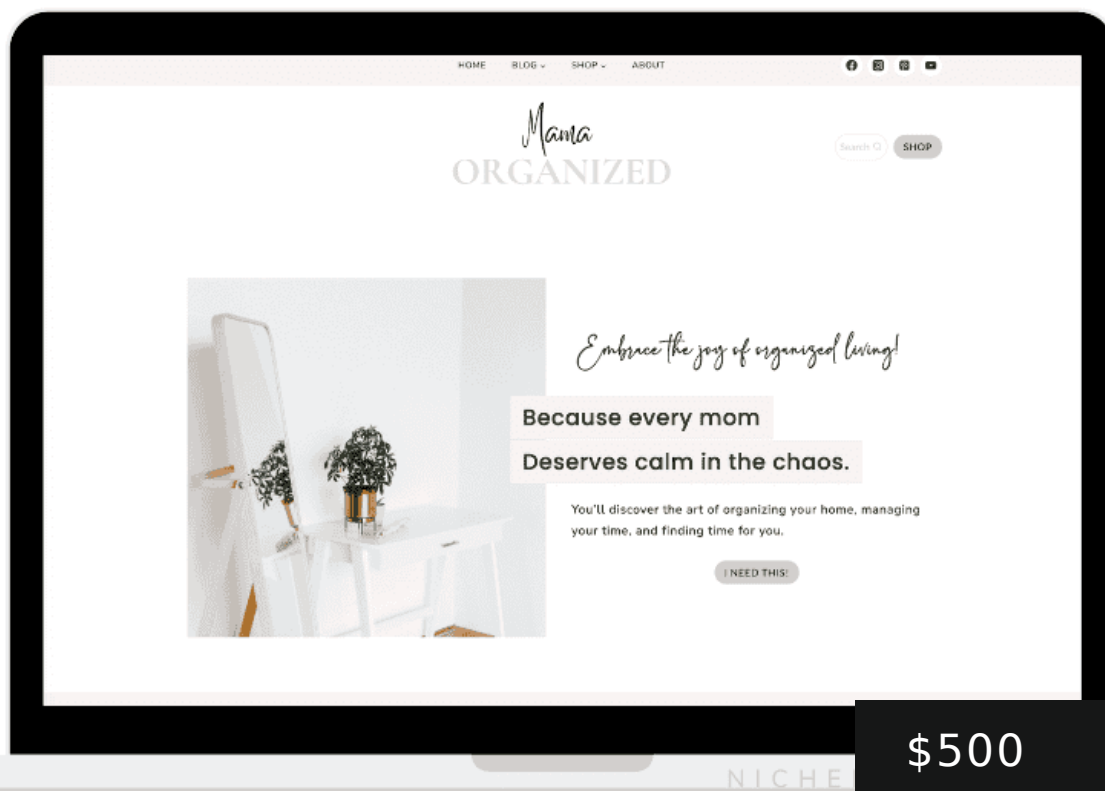 HOME BLOG SHOP ABOUT
Mama
ORGANIZED
Search SHOP
Embrace the joy of organized living!
Because every mom
Deserves calm in the chaos.
You'll discover the art of organizing your home, managing
your time, and finding time for you.
I NEED THIS!
$500